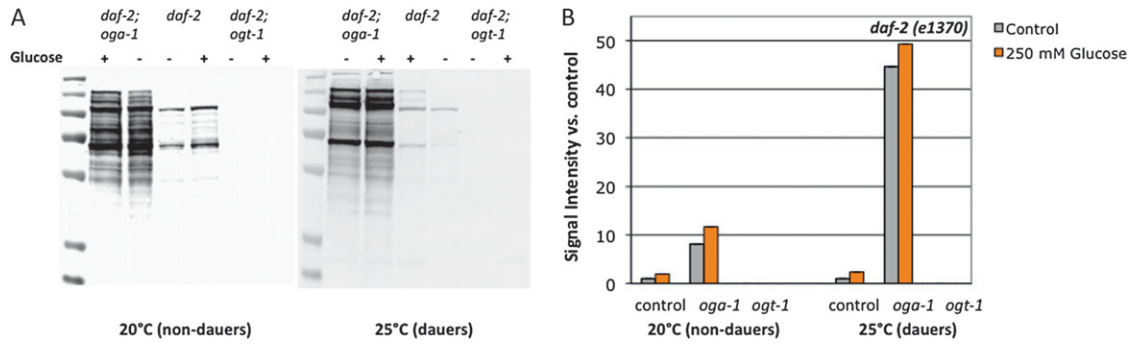 A
daf-2; oga-1
daf-2
daf-2; ogt-1
daf-2; oga-1
daf-2
daf-2; ogt-1
Glucose + - - + - + - + + - - +
20°C (non-dauers)
25°C (dauers)
B
daf-2 (e1370)
Control
250 mM Glucose
Signal Intensity vs. control
50
40
30
20
10
0
control oga-1 ogt-1 control oga-1 ogt-1
20°C (non-dauers)
25°C (dauers)